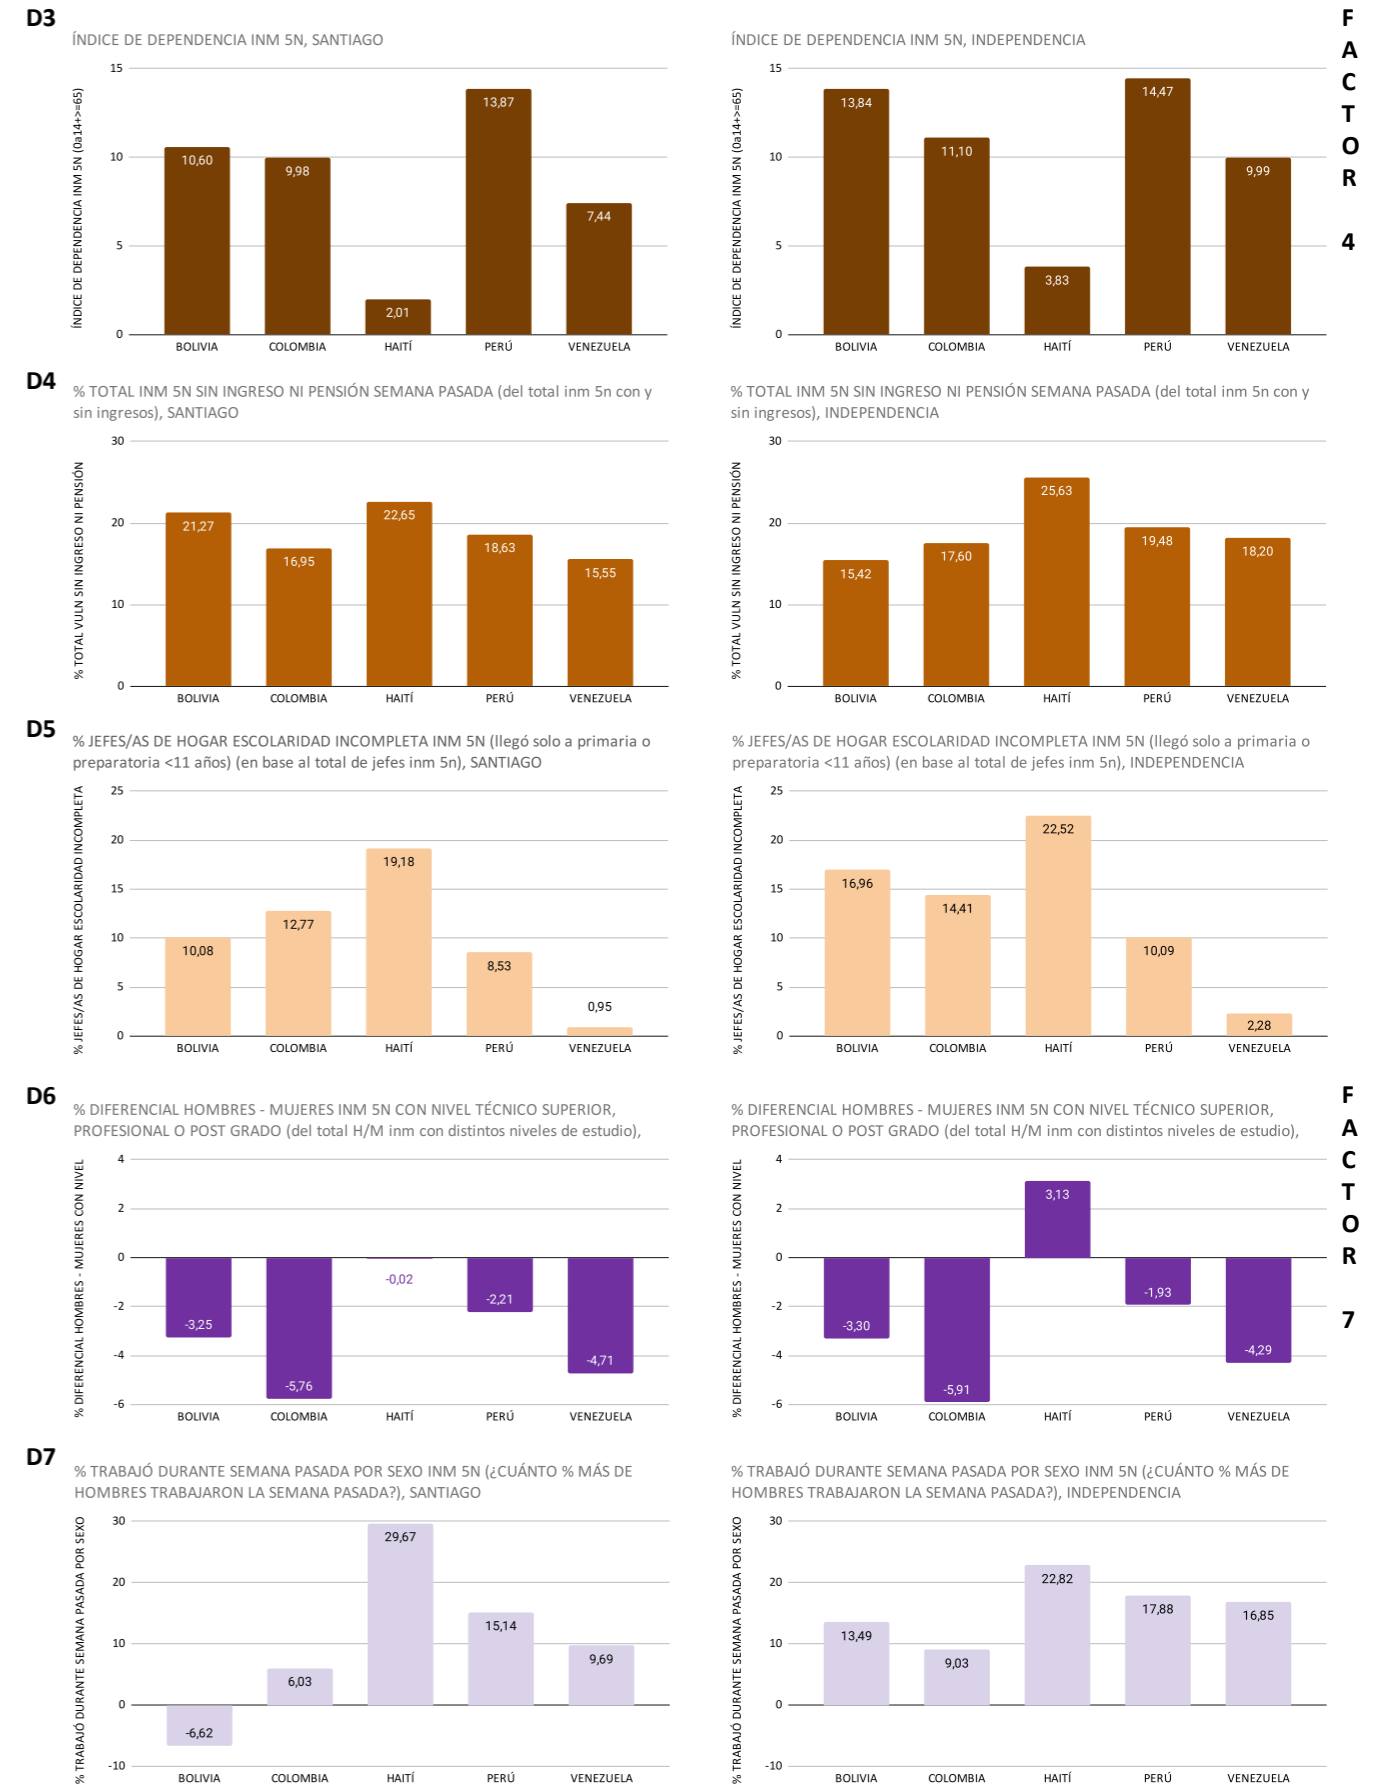 D3
ÍNDICE DE DEPENDENCIA INM 5N, SANTIAGO
ÍNDICE DE DEPENDENCIA INM 5N (0a14+>=65)
15
10
5
0
10,60
9,98
2,01
13,87
7,44
BOLIVIA COLOMBIA HAITÍ PERÚ VENEZUELA
ÍNDICE DE DEPENDENCIA INM 5N, INDEPENDENCIA
ÍNDICE DE DEPENDENCIA INM 5N (0a14+>=65)
15
10
5
0
13,84
11,10
3,83
14,47
9,99
BOLIVIA COLOMBIA HAITÍ PERÚ VENEZUELA
F
A
C
T
O
R
4
D4
% TOTAL INM 5N SIN INGRESO NI PENSIÓN SEMANA PASADA (del total inm 5n con y
sin ingresos), SANTIAGO
% TOTAL VULN SIN INGRESO NI PENSIÓN
30
20
10
0
21,27
16,95
22,65
18,63
15,55
BOLIVIA COLOMBIA HAITÍ PERÚ VENEZUELA
% TOTAL INM 5N SIN INGRESO NI PENSIÓN SEMANA PASADA (del total inm 5n con y
sin ingresos), INDEPENDENCIA
% TOTAL VULN SIN INGRESO NI PENSIÓN
30
20
10
0
15,42
17,60
25,63
19,48
18,20
BOLIVIA COLOMBIA HAITÍ PERÚ VENEZUELA
D5
% JEFES/AS DE HOGAR ESCOLARIDAD INCOMPLETA INM 5N (llegó solo a primaria o
preparatoria <11 años) (en base al total de jefes inm 5n), SANTIAGO
% JEFES/AS DE HOGAR ESCOLARIDAD INCOMPLETA
25
20
15
10
5
0
10,08
12,77
19,18
8,53
0,95
BOLIVIA COLOMBIA HAITÍ PERÚ VENEZUELA
% JEFES/AS DE HOGAR ESCOLARIDAD INCOMPLETA INM 5N (llegó solo a primaria o
preparatoria <11 años) (en base al total de jefes inm 5n), INDEPENDENCIA
% JEFES/AS DE HOGAR ESCOLARIDAD INCOMPLETA
25
20
15
10
5
0
16,96
14,41
22,52
10,09
2,28
BOLIVIA COLOMBIA HAITÍ PERÚ VENEZUELA
D6
% DIFERENCIAL HOMBRES - MUJERES INM 5N CON NIVEL TÉCNICO SUPERIOR,
PROFESIONAL O POST GRADO (del total H/M inm con distintos niveles de estudio),
% DIFERENCIAL HOMBRES - MUJERES CON NIVEL
4
2
0
-2
-4
-6
-3,25
-5,76
-0,02
-2,21
-4,71
BOLIVIA COLOMBIA HAITÍ PERÚ VENEZUELA
% DIFERENCIAL HOMBRES - MUJERES INM 5N CON NIVEL TÉCNICO SUPERIOR,
PROFESIONAL O POST GRADO (del total H/M inm con distintos niveles de estudio),
% DIFERENCIAL HOMBRES - MUJERES CON NIVEL
4
2
0
-2
-4
-6
-3,30
-5,91
3,13
-1,93
-4,29
BOLIVIA COLOMBIA HAITÍ PERÚ VENEZUELA
F
A
C
T
O
R
7
D7
% TRABAJÓ DURANTE SEMANA PASADA POR SEXO INM 5N (¿CUÁNTO % MÁS DE
HOMBRES TRABAJARON LA SEMANA PASADA?), SANTIAGO
% TRABAJÓ DURANTE SEMANA PASADA POR SEXO
30
20
10
0
-10
-6,62
6,03
29,67
15,14
9,69
BOLIVIA COLOMBIA HAITÍ PERÚ VENEZUELA
% TRABAJÓ DURANTE SEMANA PASADA POR SEXO INM 5N (¿CUÁNTO % MÁS DE
HOMBRES TRABAJARON LA SEMANA PASADA?), INDEPENDENCIA
% TRABAJÓ DURANTE SEMANA PASADA POR SEXO
30
20
10
0
-10
13,49
9,03
22,82
17,88
16,85
BOLIVIA COLOMBIA HAITÍ PERÚ VENEZUELA